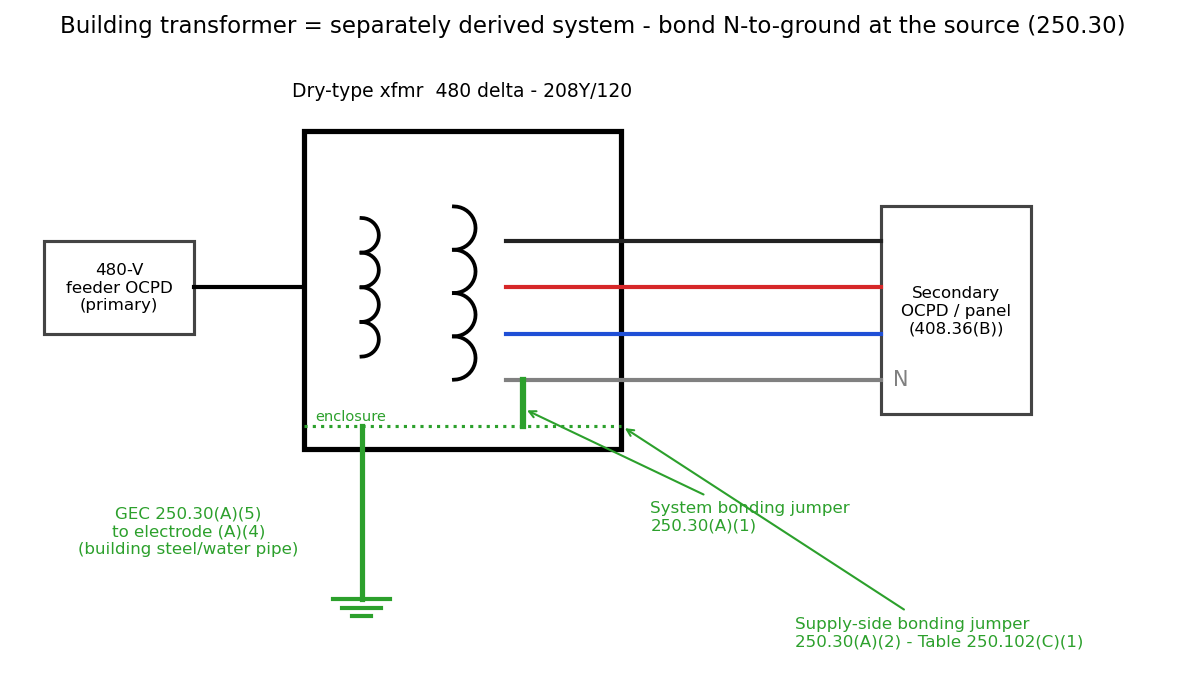 Building transformer = separately derived system - bond N-to-ground at the source (250.30)
Dry-type xfmr  480 delta - 208Y/120
480-V
feeder OCPD
(primary)
Secondary
OCPD / panel
(408.36(B))
N
enclosure
GEC 250.30(A)(5)
to electrode (A)(4)
(building steel/water pipe)
System bonding jumper
250.30(A)(1)
Supply-side bonding jumper
250.30(A)(2) - Table 250.102(C)(1)